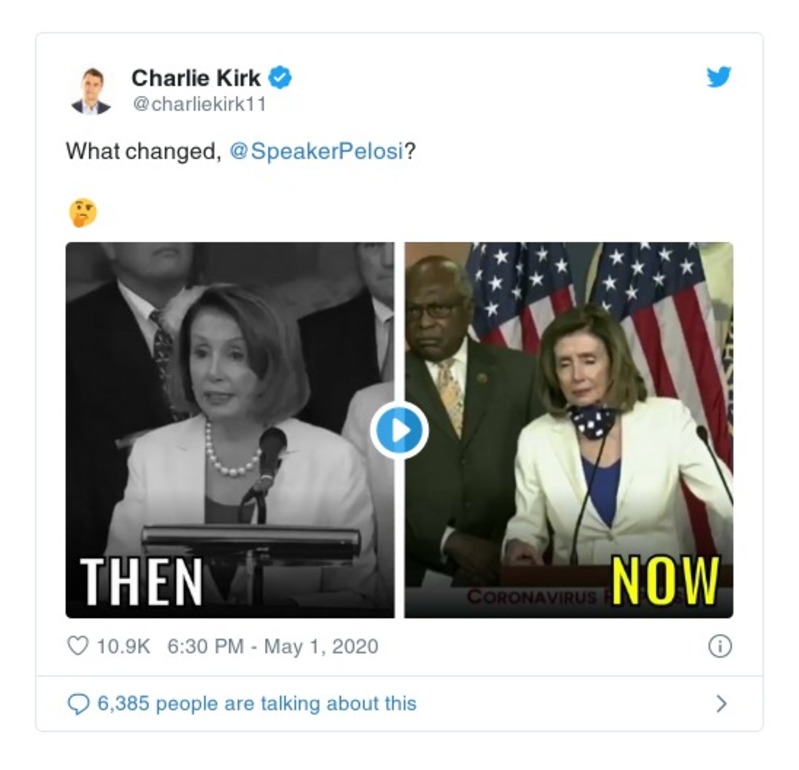 Charlie Kirk
@charliekirk11
What changed, @SpeakerPelosi?
THEN
CORONAVIRUS
NOW
10.9K 6:30 PM - May 1, 2020
6,385 people are talking about this